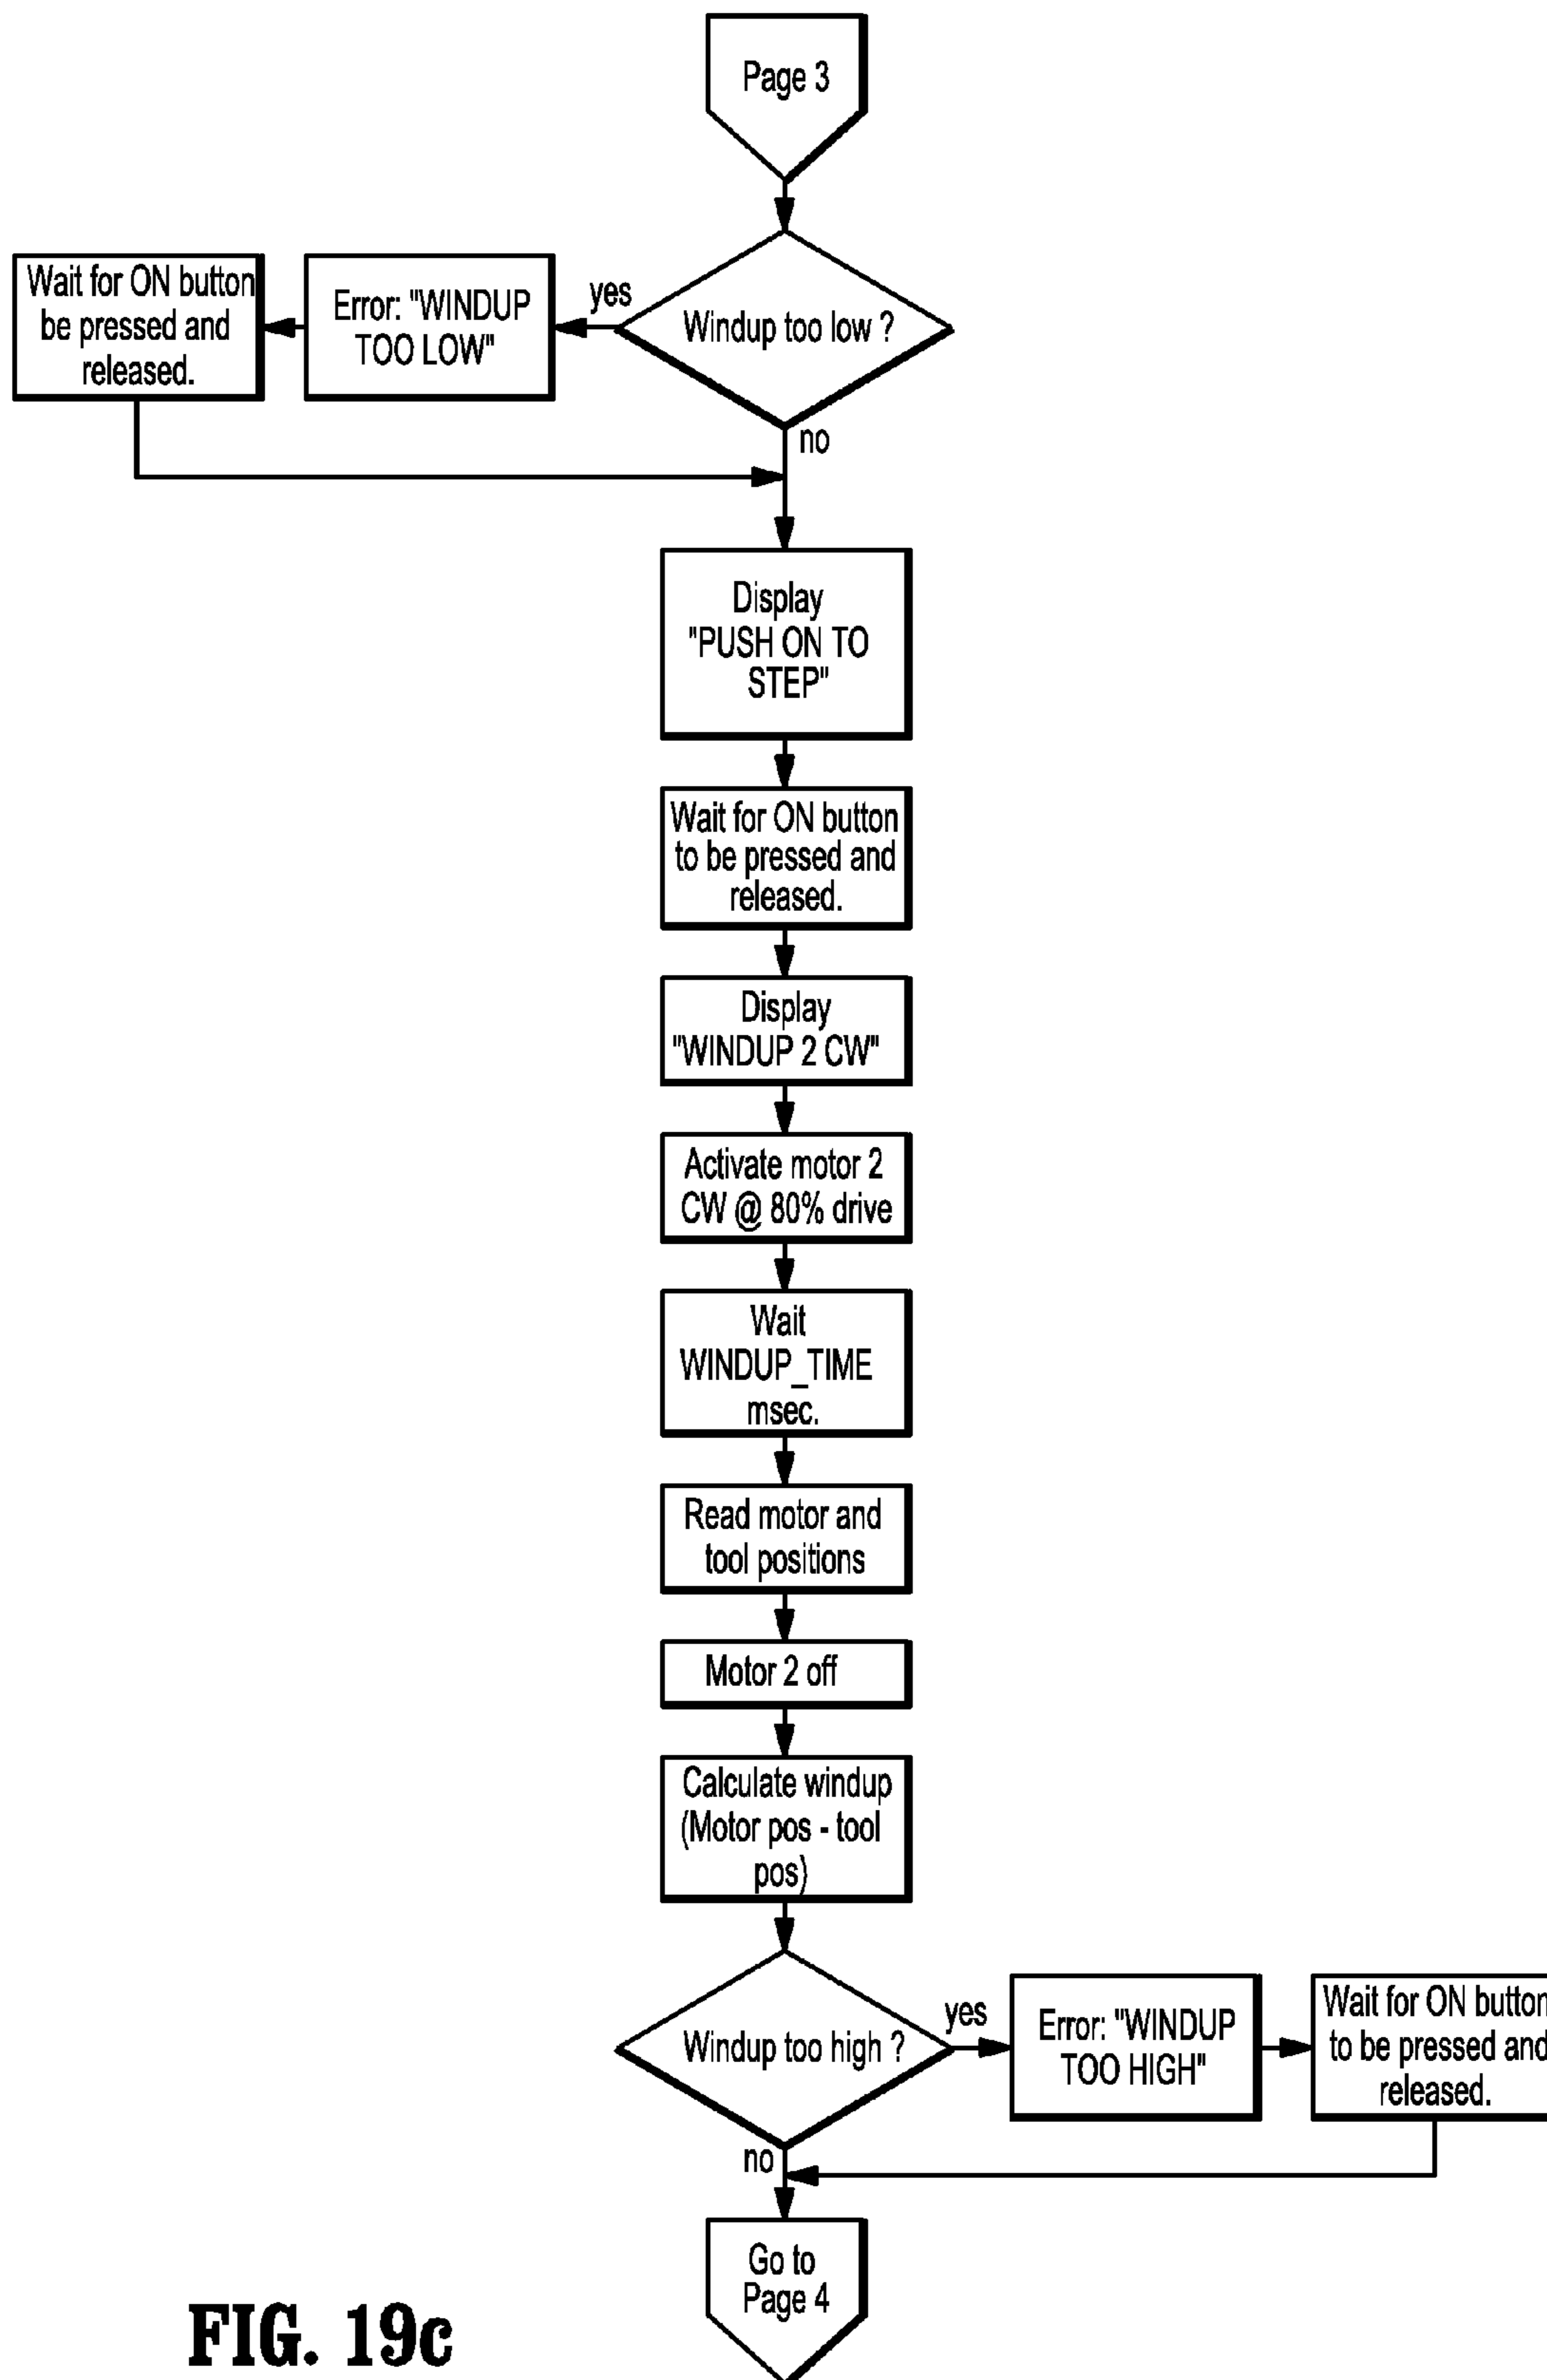 Page 3
Windup too low ?
yes
Error: "WINDUP
TOO LOW"
Wait for ON button
be pressed and
released.
no
Display
"PUSH ON TO
STEP"
Wait for ON button
to be pressed and
released.
Display
"WINDUP 2 CW"
Activate motor 2
CW @ 80% drive
Wait
WINDUP_TIME
msec.
Read motor and
tool positions
Motor 2 off
Calculate windup
(Motor pos - tool
pos)
Windup too high ?
yes
Error: "WINDUP
TOO HIGH"
Wait for ON button
to be pressed and
released.
no
Go to
Page 4
FIG. 19c